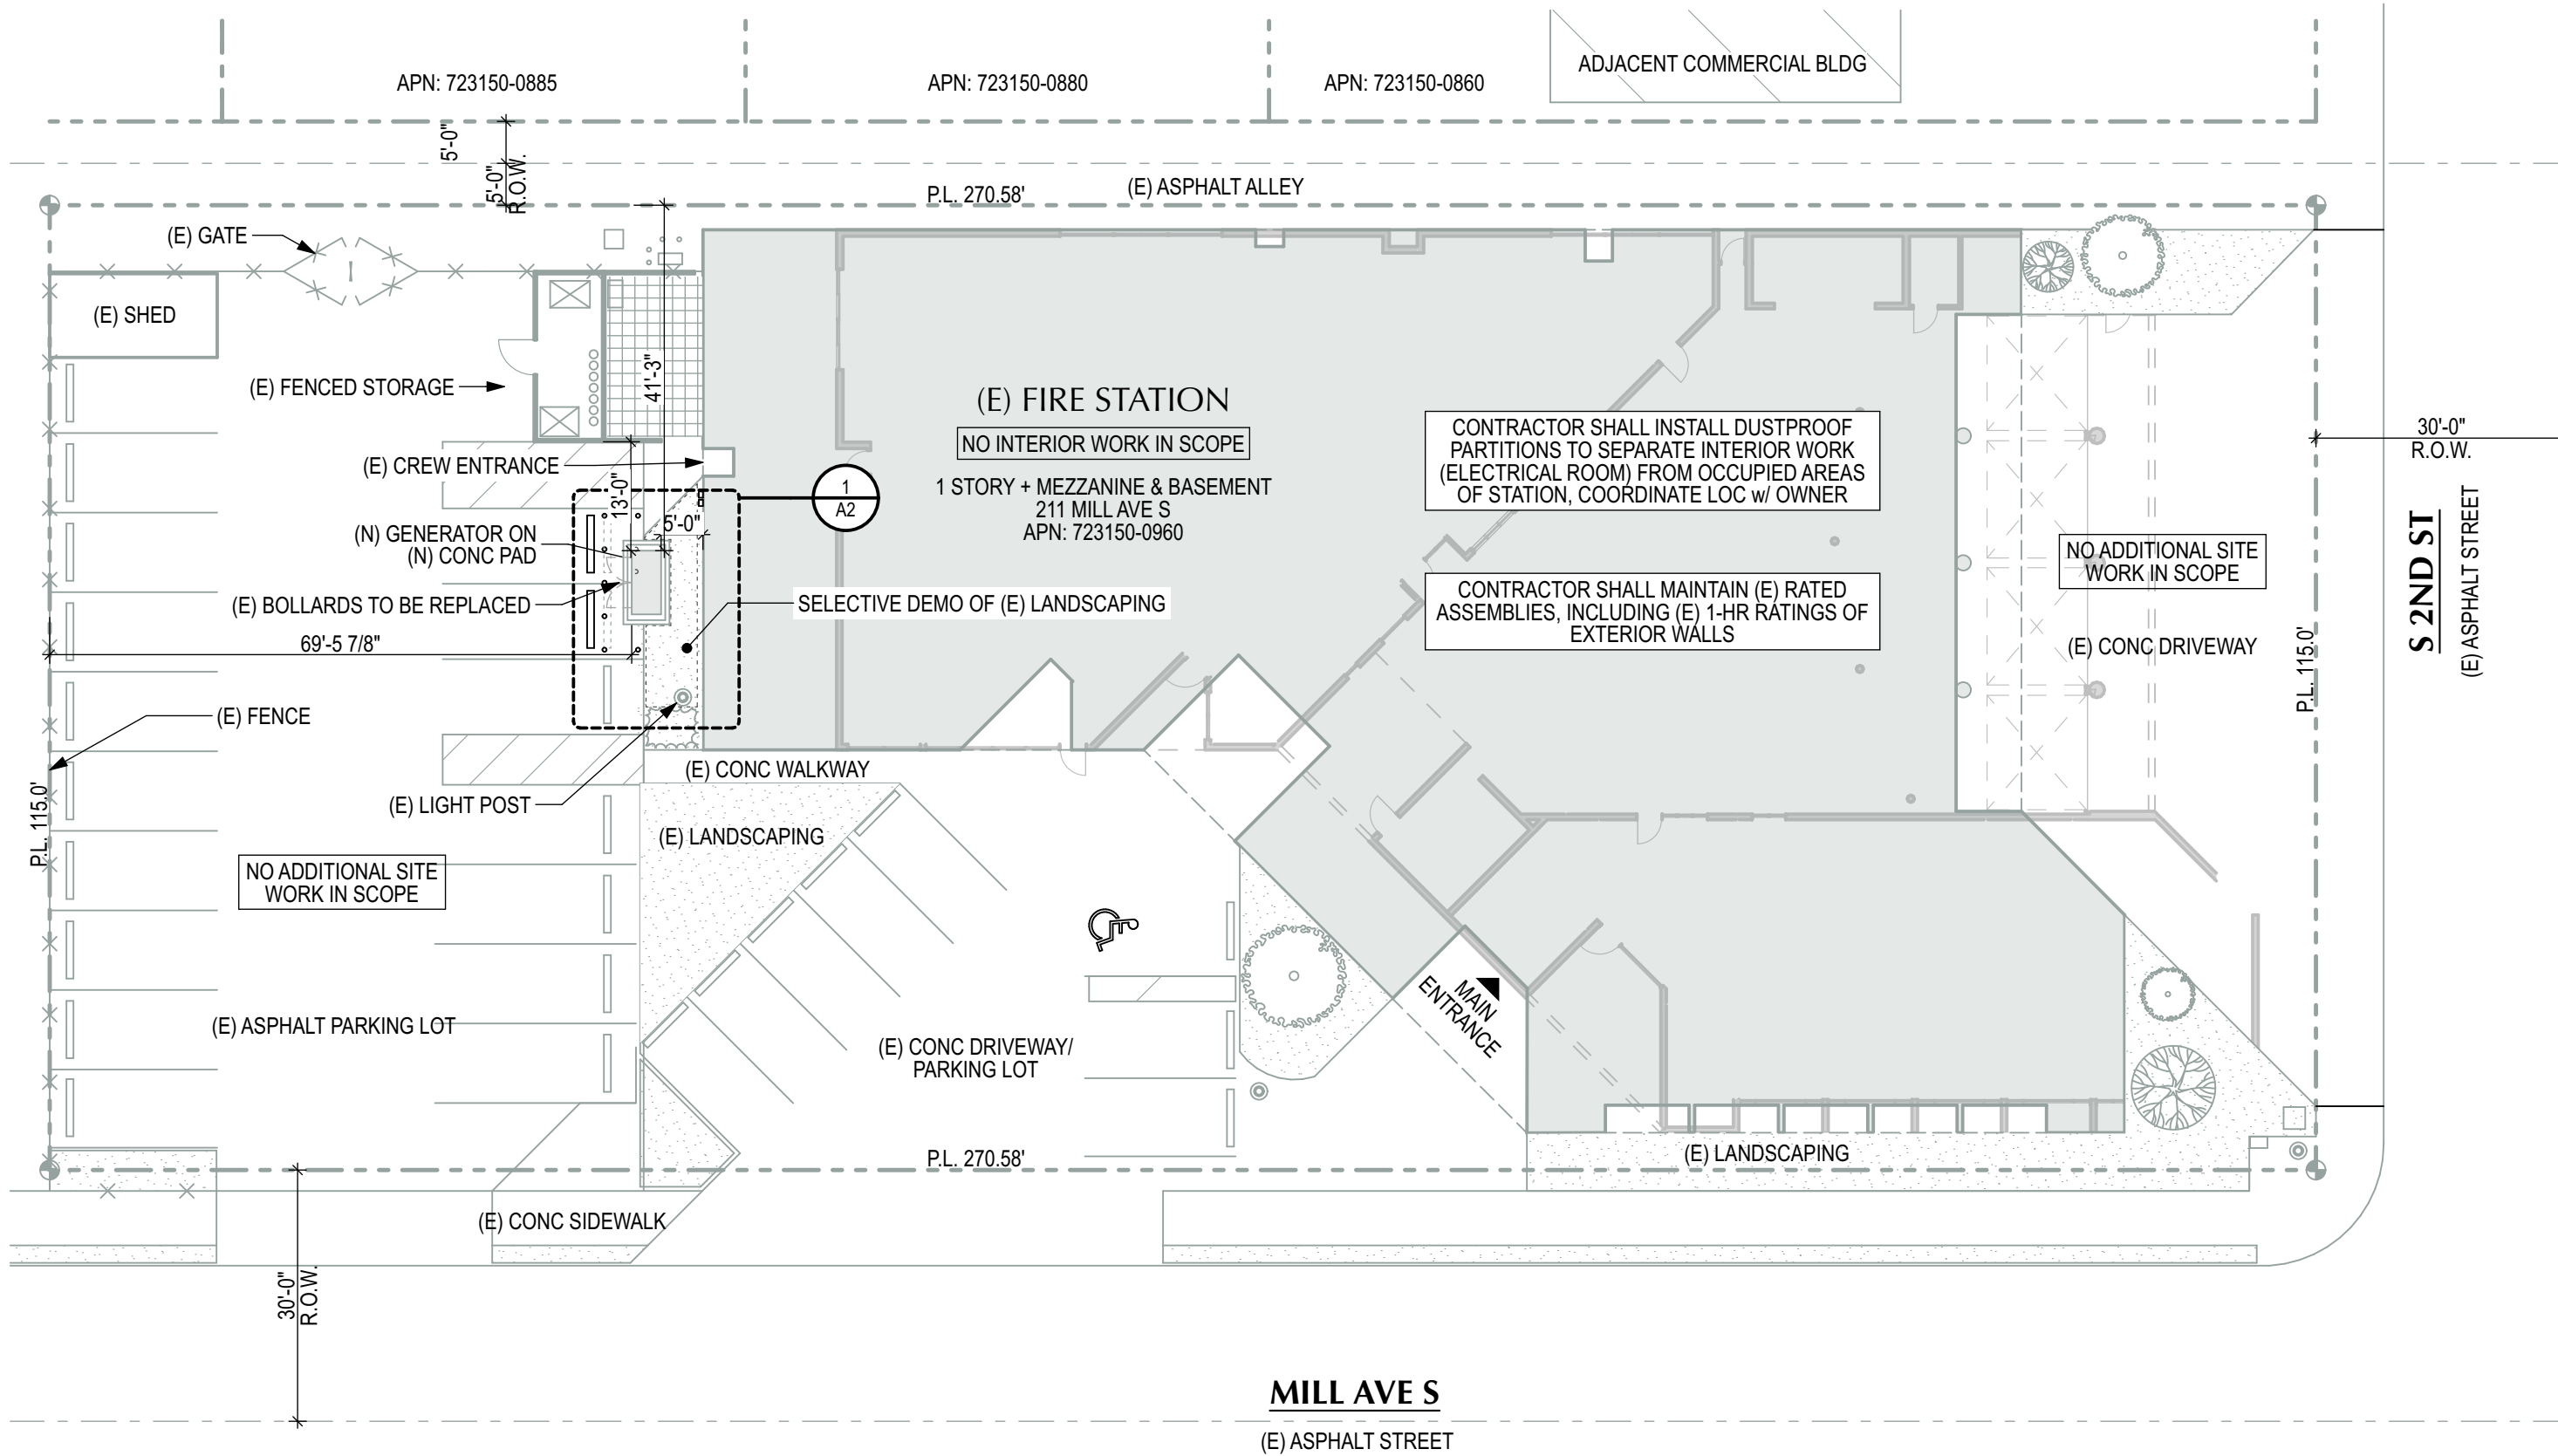 ADJACENT COMMERCIAL BLDG
APN: 723150-0885
APN: 723150-0880
APN: 723150-0860
5'-0"
5'-0"
R.O.W.
P.L. 270.58'
(E) ASPHALT ALLEY
(E) GATE
(E) SHED
(E) FENCED STORAGE
41'-3"
(E) FIRE STATION
NO INTERIOR WORK IN SCOPE
1 STORY + MEZZANINE & BASEMENT
211 MILL AVE S
APN: 723150-0960
CONTRACTOR SHALL INSTALL DUSTPROOF
PARTITIONS TO SEPARATE INTERIOR WORK
(ELECTRICAL ROOM) FROM OCCUPIED AREAS
OF STATION, COORDINATE LOC w/ OWNER
30'-0"
R.O.W.
(E) CREW ENTRANCE
1
A2
13'-0"
5'-0"
(N) GENERATOR ON
(N) CONC PAD
(E) BOLLARDS TO BE REPLACED
SELECTIVE DEMO OF (E) LANDSCAPING
CONTRACTOR SHALL MAINTAIN (E) RATED
ASSEMBLIES, INCLUDING (E) 1-HR RATINGS OF
EXTERIOR WALLS
NO ADDITIONAL SITE
WORK IN SCOPE
S 2ND ST
(E) ASPHALT STREET
69'-5 7/8"
(E) CONC DRIVEWAY
P.L. 115.0'
(E) FENCE
(E) CONC WALKWAY
(E) LIGHT POST
P.L. 115.0'
(E) LANDSCAPING
NO ADDITIONAL SITE
WORK IN SCOPE
MAIN
ENTRANCE
(E) ASPHALT PARKING LOT
(E) CONC DRIVEWAY/
PARKING LOT
P.L. 270.58'
(E) LANDSCAPING
(E) CONC SIDEWALK
30'-0"
R.O.W.
MILL AVE S
(E) ASPHALT STREET